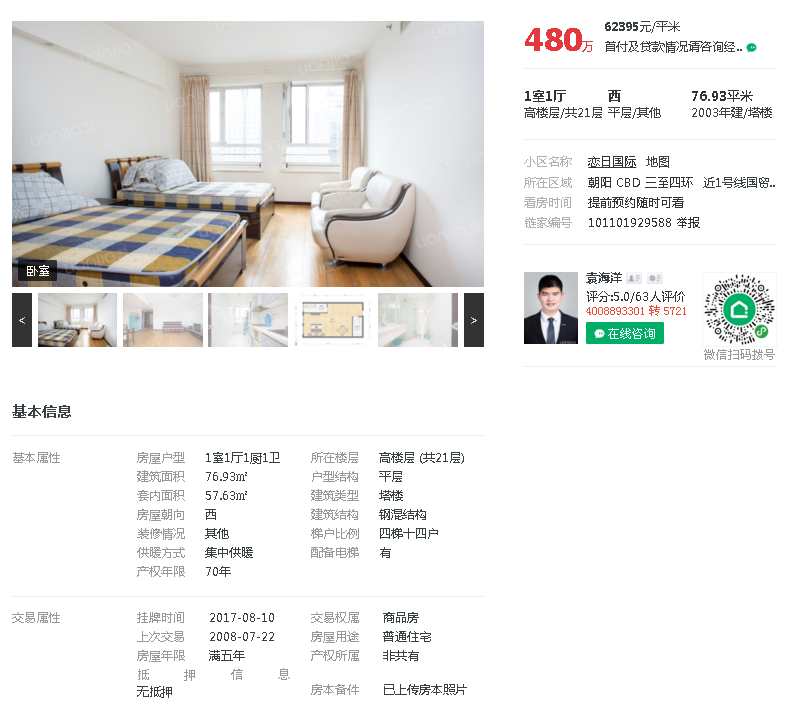 480万
62395元/平米
首付及贷款情况请咨询经..
1室1厅 西 76.93平米
高楼层/共21层 平层/其他 2003年建/塔楼
小区名称 恋日国际 地图
所在区域 朝阳 CBD 三至四环 近1号线国贸..
看房时间 提前预约随时可看
链家编号 101101929588 举报
卧室
< >
袁海洋
评分:5.0/63人评价
4008893301 转 5721
在线咨询
微信扫码拨号
基本信息
基本属性
房屋户型 1室1厅1厨1卫 所在楼层 高楼层 (共21层)
建筑面积 76.93㎡ 户型结构 平层
套内面积 57.63㎡ 建筑类型 塔楼
房屋朝向 西 建筑结构 钢混结构
装修情况 其他 梯户比例 四梯十四户
供暖方式 集中供暖 配备电梯 有
产权年限 70年
交易属性
挂牌时间 2017-08-10 交易权属 商品房
上次交易 2008-07-22 房屋用途 普通住宅
房屋年限 满五年 产权所属 非共有
抵押信息
无抵押
房本备件 已上传房本照片